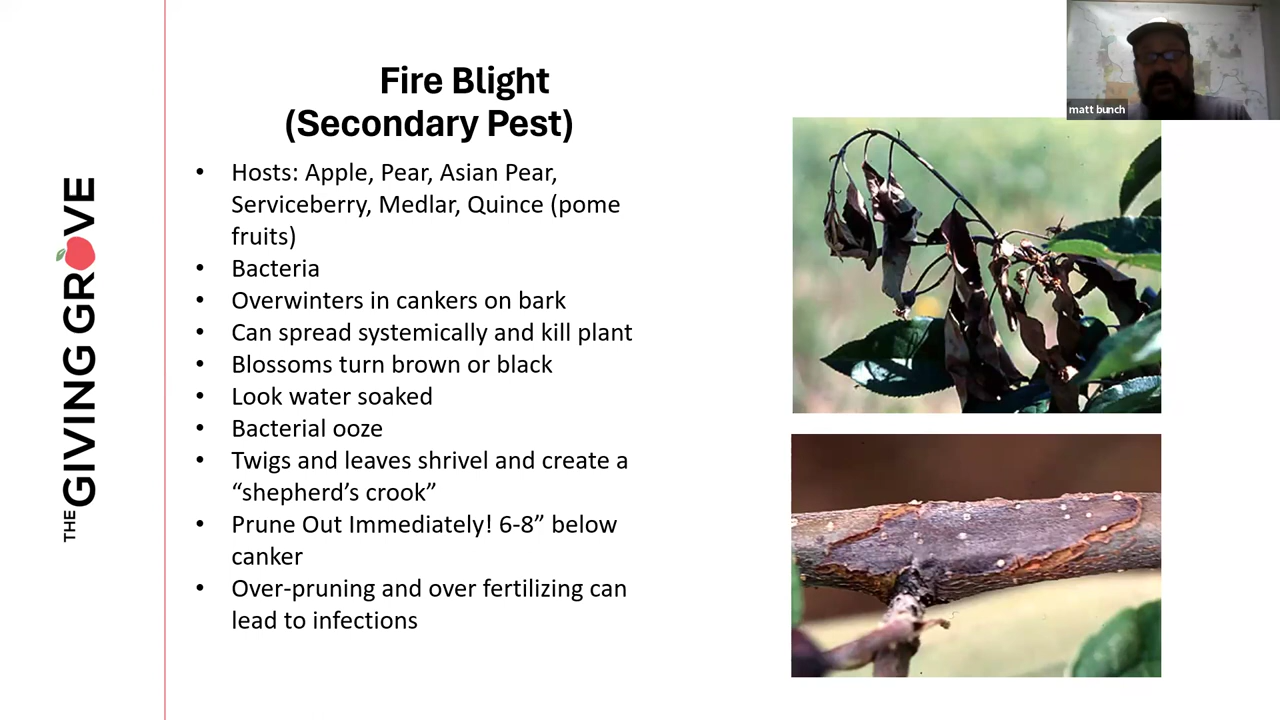 Fire Blight
(Secondary Pest)
• Hosts: Apple, Pear, Asian Pear,
Serviceberry, Medlar, Quince (pome
fruits)
• Bacteria
• Overwinters in cankers on bark
• Can spread systemically and kill plant
• Blossoms turn brown or black
• Look water soaked
• Bacterial ooze
• Twigs and leaves shrivel and create a
“shepherd’s crook”
• Prune Out Immediately! 6-8” below
canker
• Over-pruning and over fertilizing can
lead to infections
THE GIVING GROVE
matt bunch